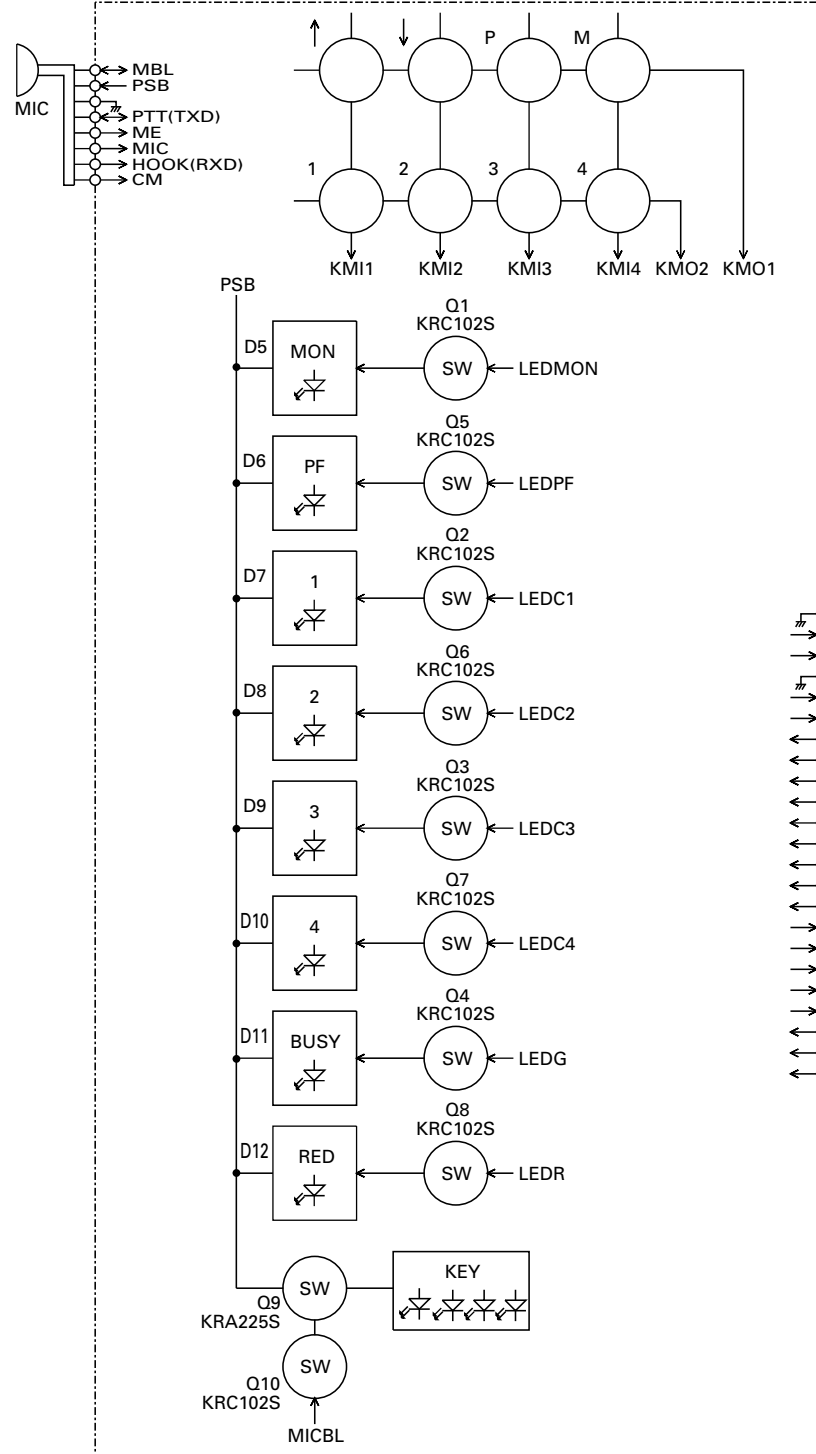 P
M
MIC
MBL
PSB
PTT(TXD)
ME
MIC
HOOK(RXD)
CM
1
2
3
4
KMI1
KMI2
KMI3
KMI4
KMO2
KMO1
PSB
D5
MON
Q1
KRC102S
SW
LEDMON
D6
PF
Q5
KRC102S
SW
LEDPF
D7
1
Q2
KRC102S
SW
LEDC1
D8
2
Q6
KRC102S
SW
LEDC2
D9
3
Q3
KRC102S
SW
LEDC3
D10
4
Q7
KRC102S
SW
LEDC4
D11
BUSY
Q4
KRC102S
SW
LEDG
D12
RED
Q8
KRC102S
SW
LEDR
SW
Q9
KRA225S
KEY
SW
Q10
KRC102S
MICBL